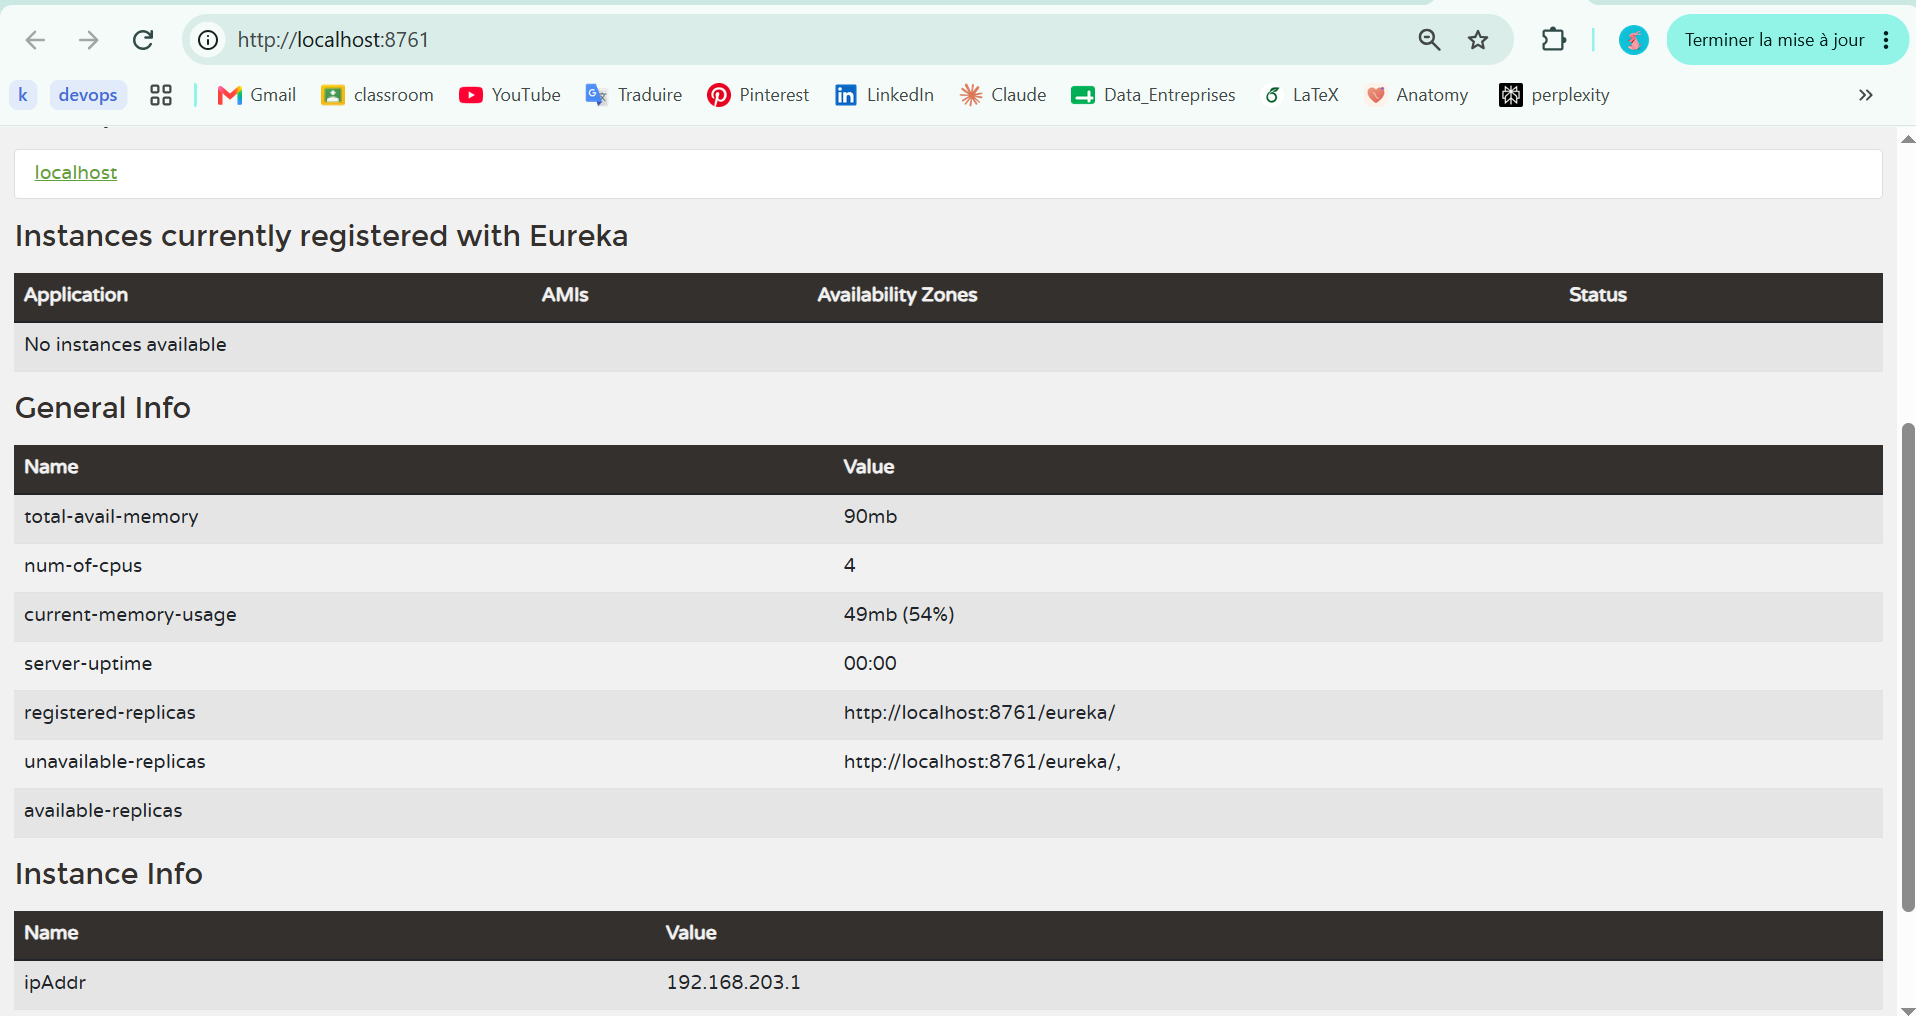 http://localhost:8761
Terminer la mise à jour
k devops Gmail classroom YouTube Traduire Pinterest LinkedIn Claude Data_Entreprises LaTeX Anatomy perplexity
localhost
Instances currently registered with Eureka
Application AMIs Availability Zones Status
No instances available
General Info
Name Value
total-avail-memory 90mb
num-of-cpus 4
current-memory-usage 49mb (54%)
server-uptime 00:00
registered-replicas http://localhost:8761/eureka/
unavailable-replicas http://localhost:8761/eureka/,
available-replicas
Instance Info
Name Value
ipAddr 192.168.203.1